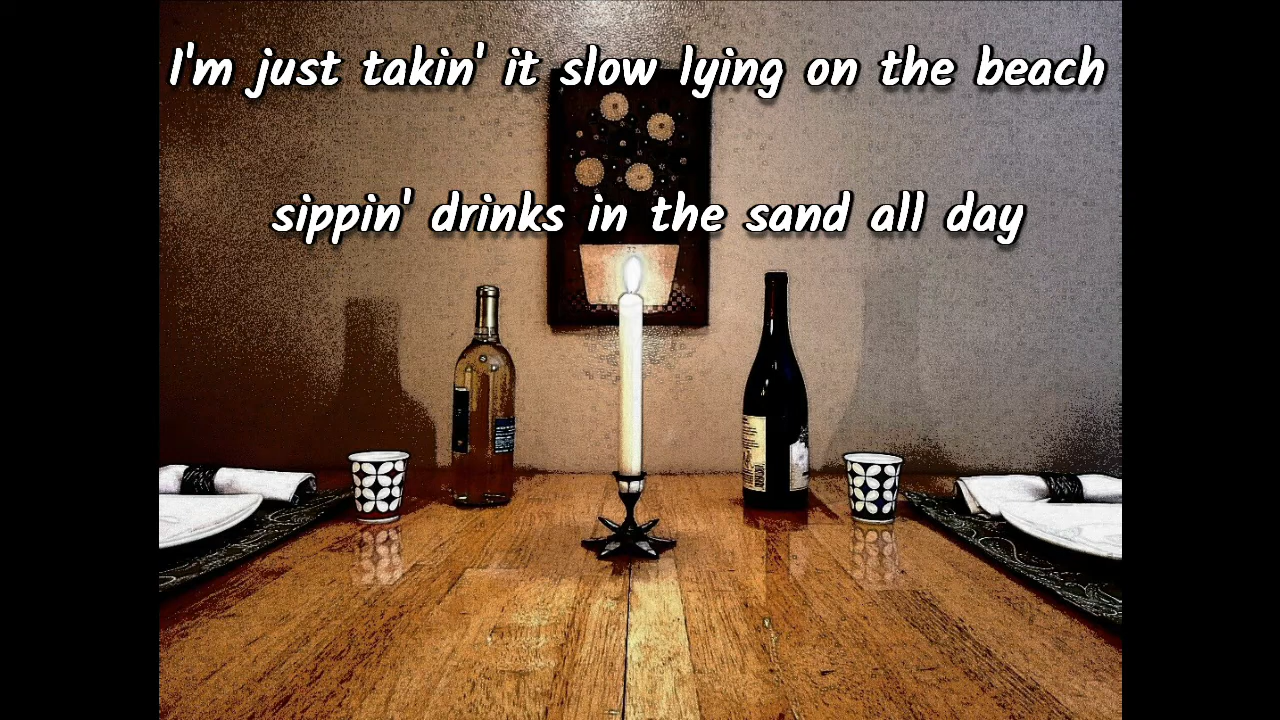 I'm just takin' it slow lying on the beach
sippin' drinks in the sand all day